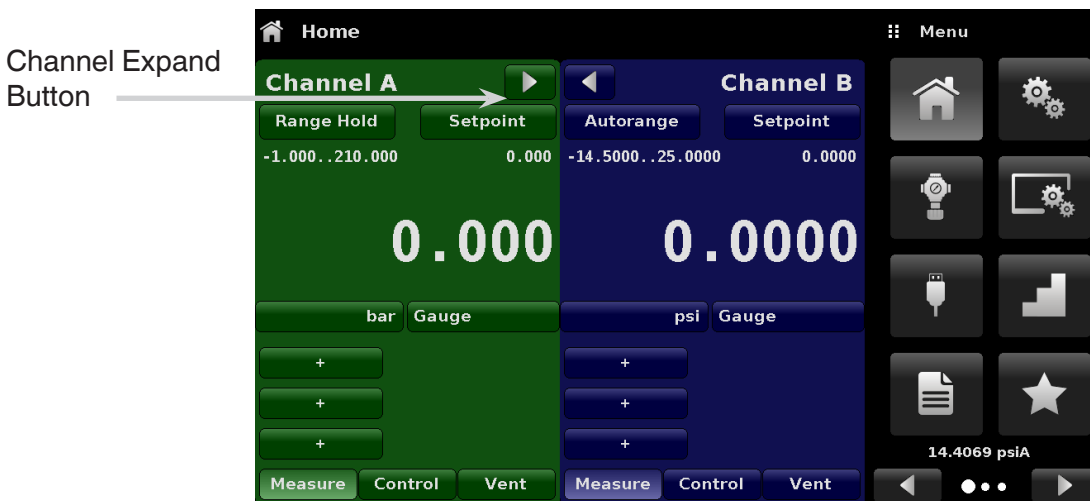 Channel Expand
Button
Home
Menu
Channel A
Channel B
Range Hold
Setpoint
Autorange
Setpoint
-1.000..210.000
0.000
-14.5000..25.0000
0.0000
0.000
0.0000
bar
Gauge
psi
Gauge
+
+
+
+
+
+
14.4069 psiA
Measure
Control
Vent
Measure
Control
Vent